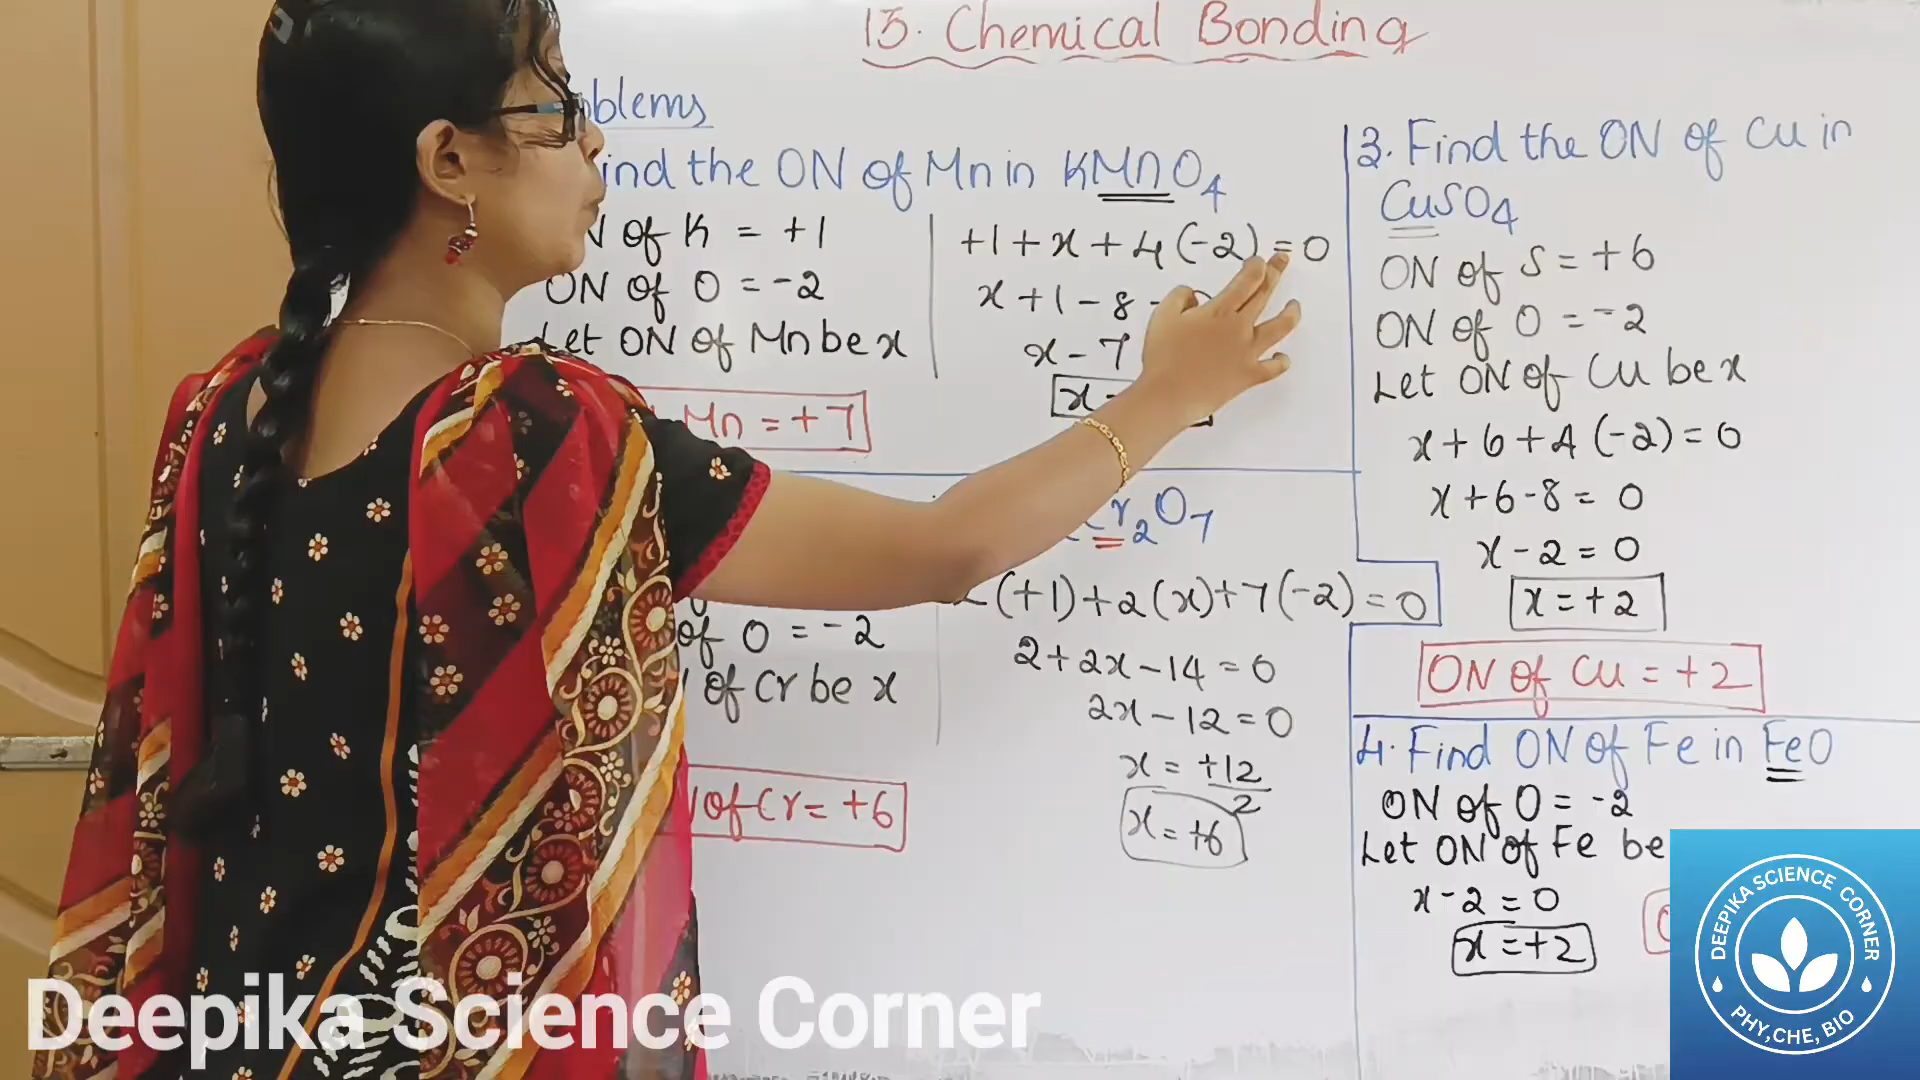 15. Chemical Bonding
oblems
ind the ON of Mn in KMnO4
N of K = +1
ON of O = -2
Let ON of Mn be x
Mn = +7
+1 + x + 4 (-2) = 0
x + 1 - 8
x - 7
x
Cr2O7
of O = -2
of Cr be x
of Cr = +6
(+1) + 2 (x) + 7 (-2) = 0
2 + 2x - 14 = 0
2x - 12 = 0
x = +12
2
x = +6
3. Find the ON of Cu in
CuSO4
ON of S = +6
ON of O = -2
Let ON of Cu be x
x + 6 + 4 (-2) = 0
x + 6 - 8 = 0
x - 2 = 0
x = +2
ON of Cu = +2
4. Find ON of Fe in FeO
ON of O = -2
Let ON of Fe be
x - 2 = 0
x = +2
Deepika Science Corner
DEEPIKA SCIENCE CORNER
PHY,CHE, BIO